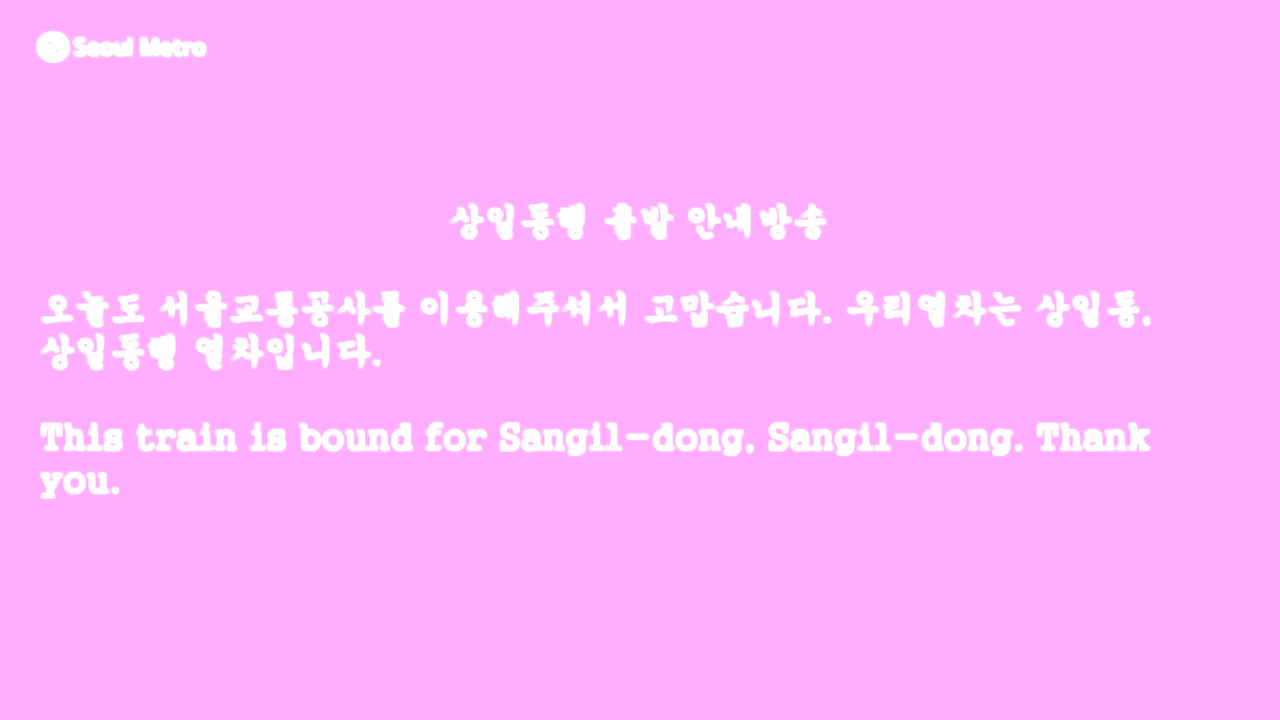 Seoul Metro
상일동행 출발 안내방송
오늘도 서울교통공사를 이용해주셔서 고맙습니다. 우리열차는 상일동,
상일동행 열차입니다.
This train is bound for Sangil-dong, Sangil-dong. Thank
you.